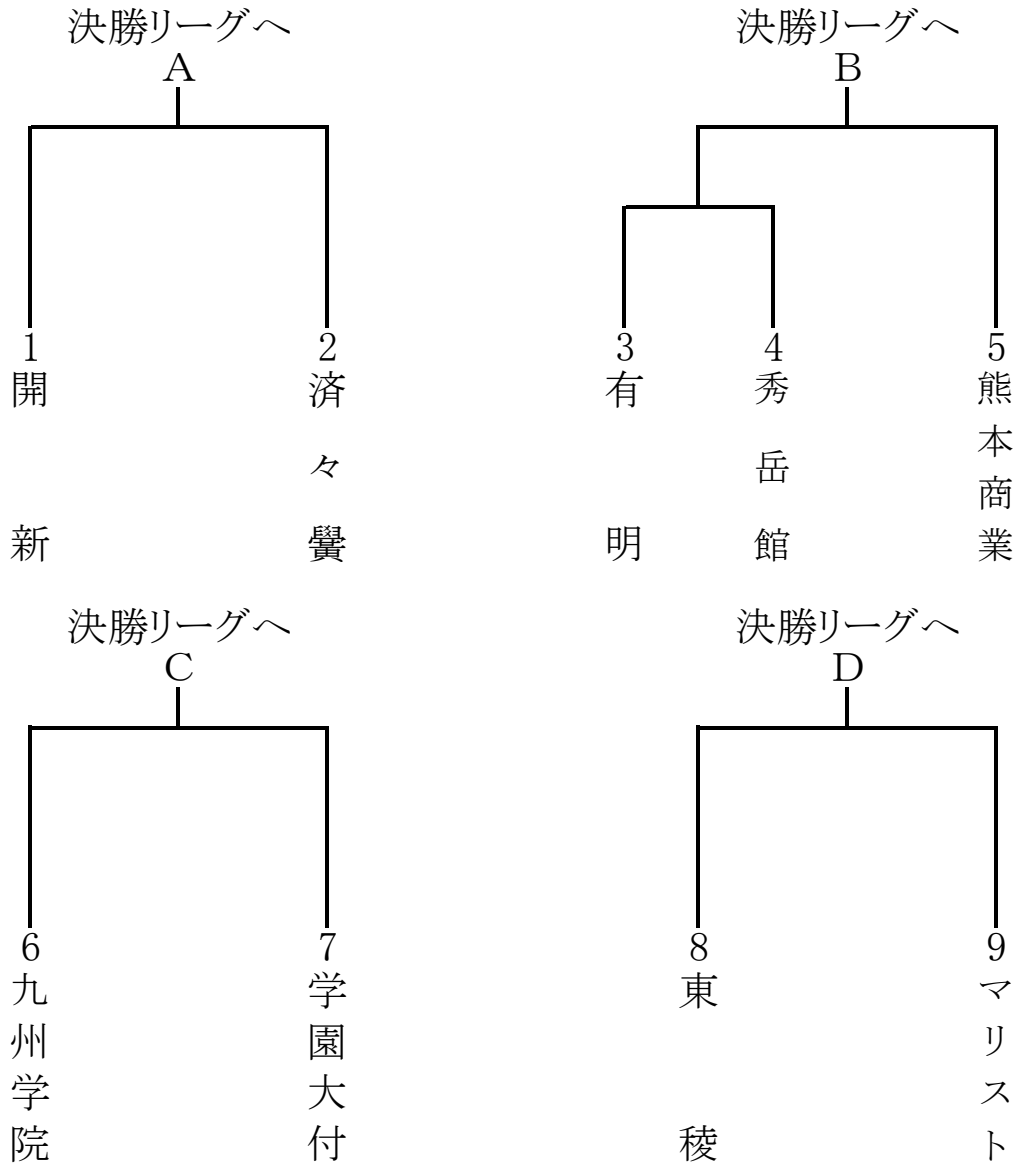 決勝リーグへ
A
決勝リーグへ
B
1
開新
2
済々黌
3
有明
4
秀岳館
5
熊本商業
決勝リーグへ
C
決勝リーグへ
D
6
九州学院
7
学園大付
8
東稜
9
マリスト